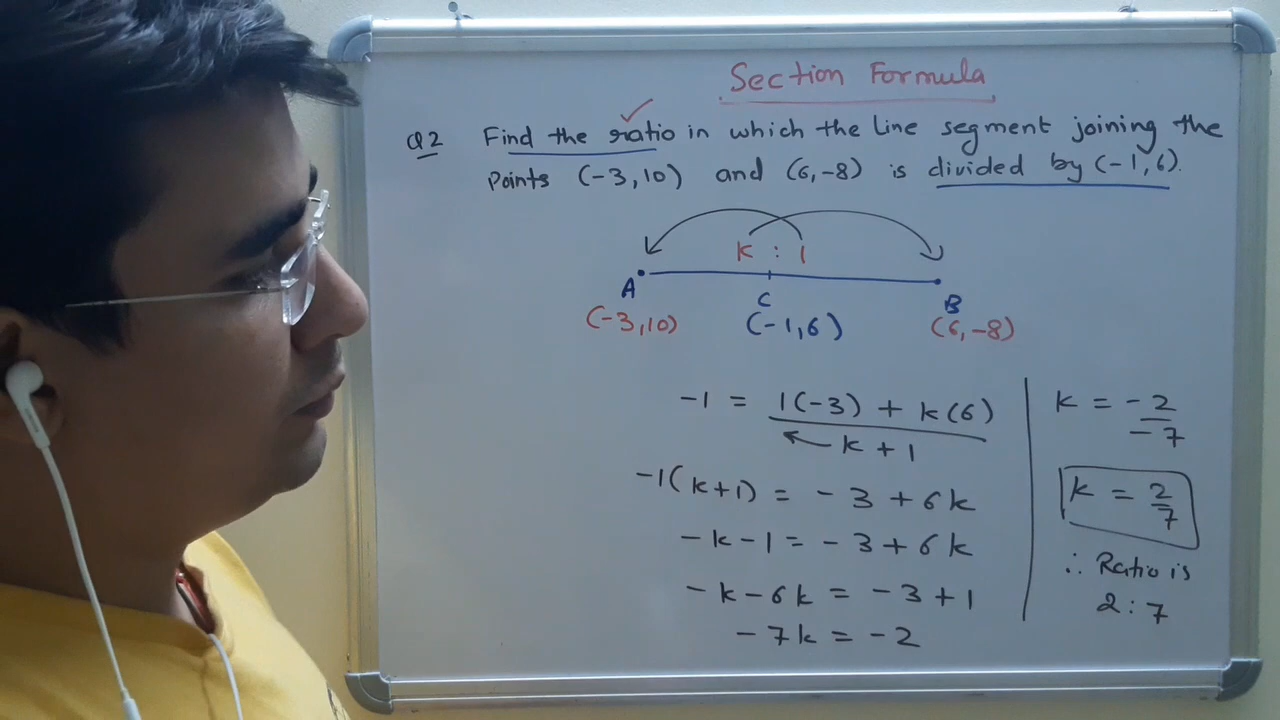 Section Formula
Q2 Find the ratio in which the line segment joining the
points (-3,10) and (6,-8) is divided by (-1,6).
k : 1
A C B
(-3,10) (-1,6) (6,-8)
-1 = 1(-3) + k(6)
k + 1
-1(k+1) = -3 + 6k
-k-1 = -3+6k
-k-6k = -3+1
-7k = -2
k = -2
-7
k = 2
7
∴ Ratio is
2:7